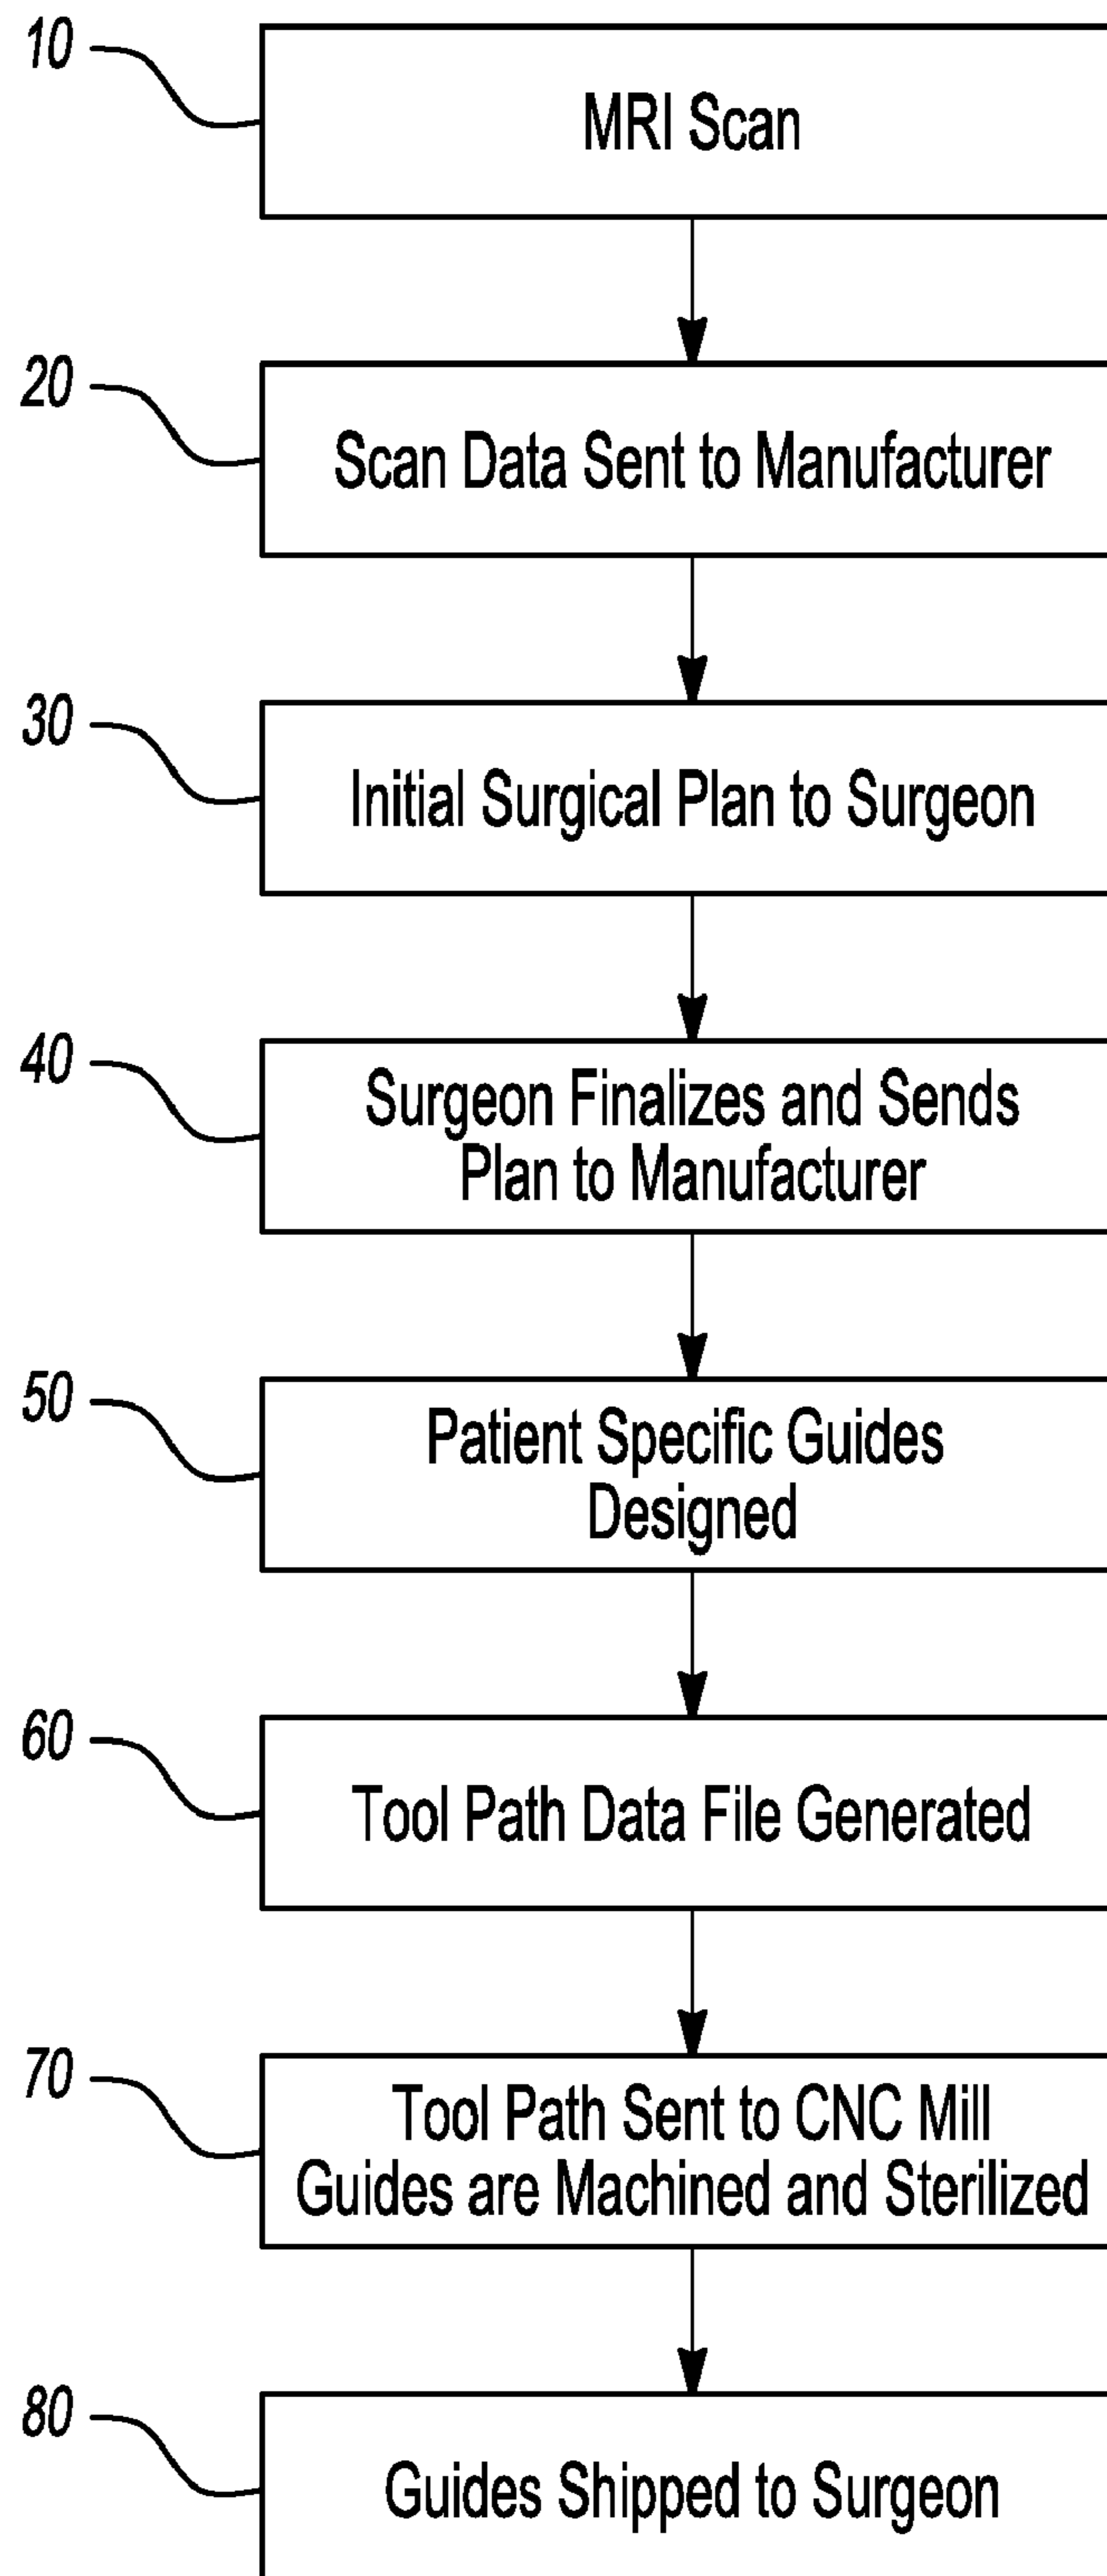 10
MRI Scan
20
Scan Data Sent to Manufacturer
30
Initial Surgical Plan to Surgeon
40
Surgeon Finalizes and Sends
Plan to Manufacturer
50
Patient Specific Guides
Designed
60
Tool Path Data File Generated
70
Tool Path Sent to CNC Mill
Guides are Machined and Sterilized
80
Guides Shipped to Surgeon